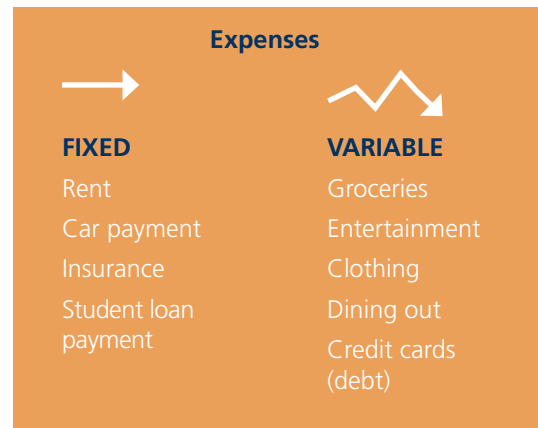 Expenses
FIXED
Rent
Car payment
Insurance
Student loan
payment
VARIABLE
Groceries
Entertainment
Clothing
Dining out
Credit cards
(debt)